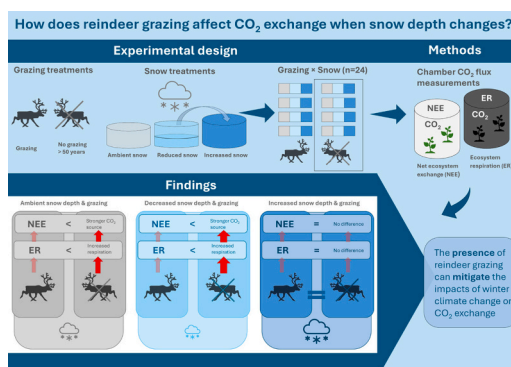 How does reindeer grazing affect CO₂ exchange when snow depth changes?
Experimental design
Methods
Grazing treatments
Grazing
No grazing
> 50 years
Snow treatments
Ambient snow
Reduced snow
Increased snow
Grazing × Snow (n=24)
Chamber CO₂ flux
measurements
NEE
CO₂
ER
CO₂
Net ecosystem
exchange (NEE)
Ecosystem
respiration (ER
Findings
Ambient snow depth & grazing
NEE < Stronger CO₂
source
ER < Increased
respiration
Decreased snow depth & grazing
NEE < Stronger CO₂
source
ER < Increased
respiration
Increased snow depth & grazing
NEE = No difference
ER = No difference
=
The presence of
reindeer grazing
can mitigate the
impacts of winter
climate change on
CO₂ exchange